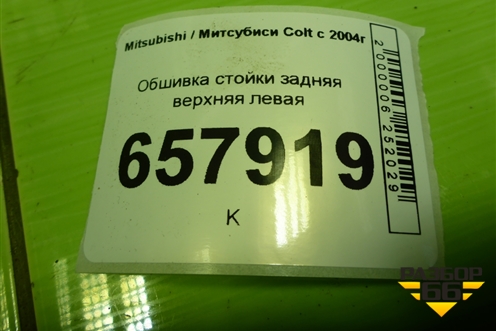 Mitsubishi / Митсубиси Colt с 2004г
Обшивка стойки задняя
верхняя левая
657919
К
2000006252029
РАЗБОР
66